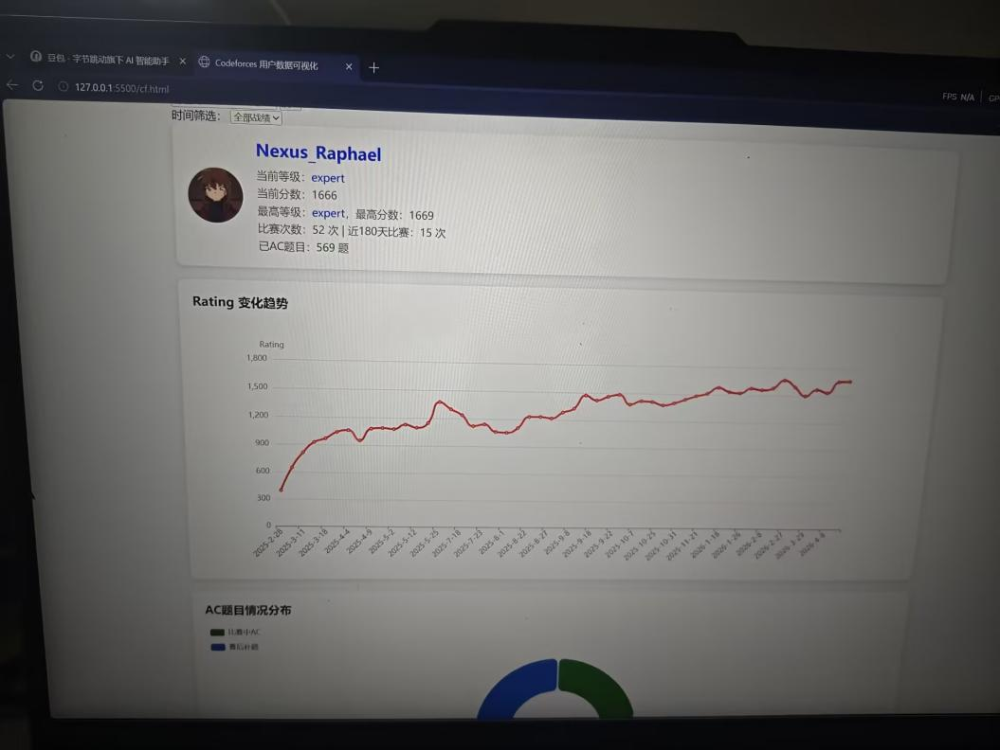 豆包 - 字节跳动旗下 AI 智能助手
Codeforces 用户数据可视化
127.0.0.1:5500/cf.html
FPS N/A
GP
时间筛选： 全部战绩
Nexus_Raphael
当前等级：expert
当前分数：1666
最高等级：expert，最高分数：1669
比赛次数：52 次 | 近180天比赛：15 次
已AC题目：569 题
Rating 变化趋势
Rating
1,800
1,500
1,200
900
600
300
0
2025-2-28
2025-3-11
2025-3-18
2025-4-4
2025-4-9
2025-5-2
2025-5-12
2025-5-25
2025-7-18
2025-7-23
2025-8-1
2025-8-22
2025-8-27
2025-9-8
2025-9-18
2025-9-22
2025-10-7
2025-10-25
2025-10-31
2025-11-21
2026-1-18
2026-1-26
2026-2-8
2026-2-27
2026-3-29
2026-4-8
AC题目情况分布
比赛中AC
赛后补题